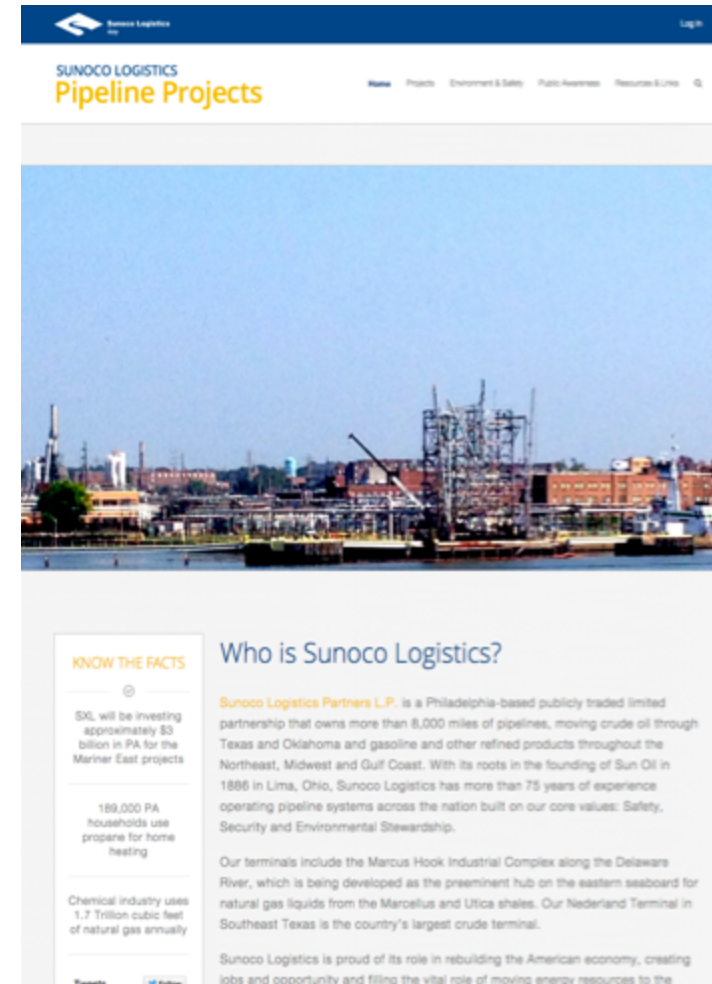 Sunoco Logistics
Log in
SUNOCO LOGISTICS
Pipeline Projects
Home Projects Environment & Safety Public Awareness Resources & Links
KNOW THE FACTS
SXL will be investing
approximately $3
billion in PA for the
Mariner East projects
189,000 PA
households use
propane for home
heating
Chemical industry uses
1.7 Trillion cubic feet
of natural gas annually
Tweets Follow
Who is Sunoco Logistics?
Sunoco Logistics Partners L.P. is a Philadelphia-based publicly traded limited
partnership that owns more than 8,000 miles of pipelines, moving crude oil through
Texas and Oklahoma and gasoline and other refined products throughout the
Northeast, Midwest and Gulf Coast. With its roots in the founding of Sun Oil in
1886 in Lima, Ohio, Sunoco Logistics has more than 75 years of experience
operating pipeline systems across the nation built on our core values: Safety,
Security and Environmental Stewardship.
Our terminals include the Marcus Hook Industrial Complex along the Delaware
River, which is being developed as the preeminent hub on the eastern seaboard for
natural gas liquids from the Marcellus and Utica shales. Our Nederland Terminal in
Southeast Texas is the country's largest crude terminal.
Sunoco Logistics is proud of its role in rebuilding the American economy, creating
jobs and opportunity and filling the vital role of moving energy resources to the